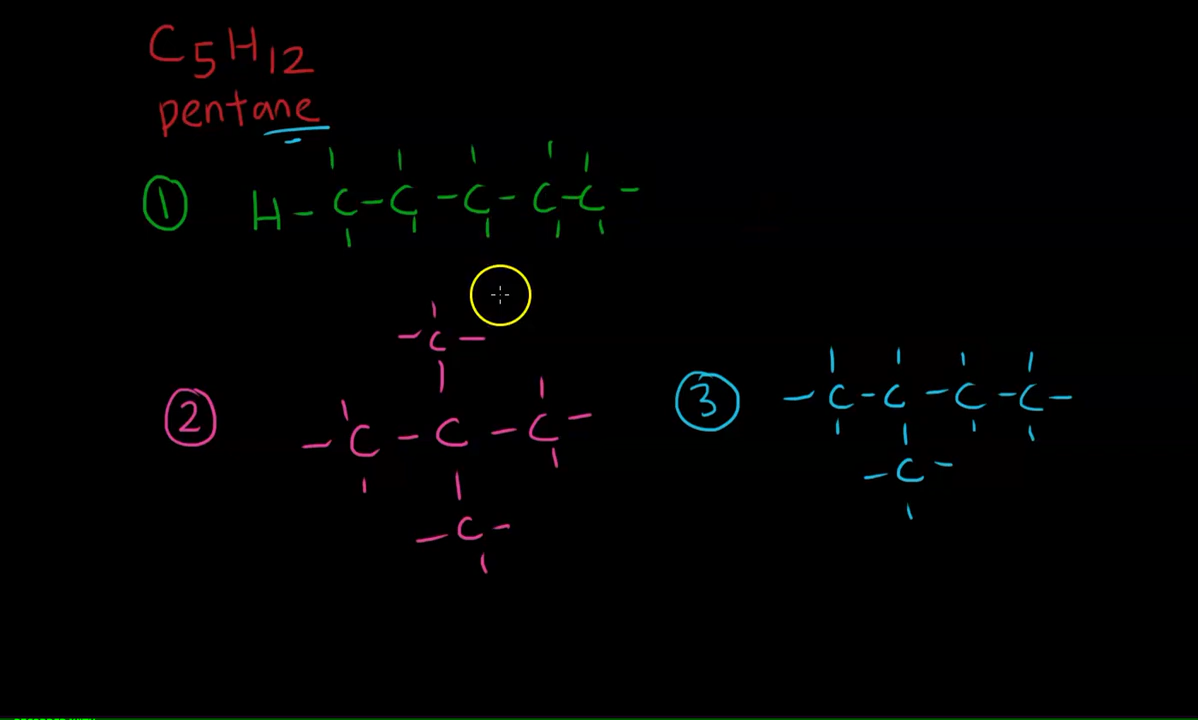 C5H12
pentane
1 H-C-C-C-C-C-
-C-
2 -C-C-C-
-C-
3 -C-C-C-C-
-C-